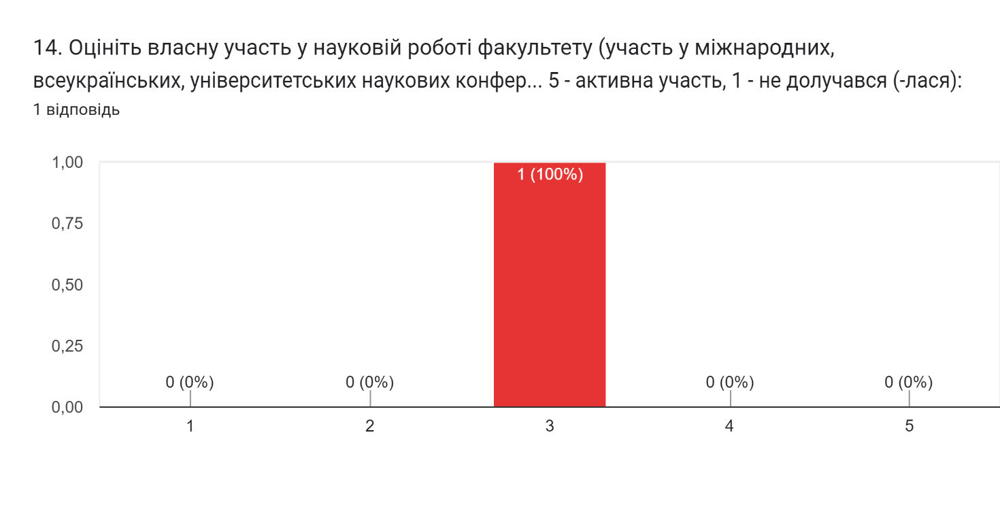 14. Оцініть власну участь у науковій роботі факультету (участь у міжнародних,
всеукраїнських, університетських наукових конфер... 5 - активна участь, 1 - не долучався (-лася):
1 відповідь
1,00
1 (100%)
0,75
0,50
0,25
0 (0%) 0 (0%) 0 (0%) 0 (0%)
0,00
1 2 3 4 5